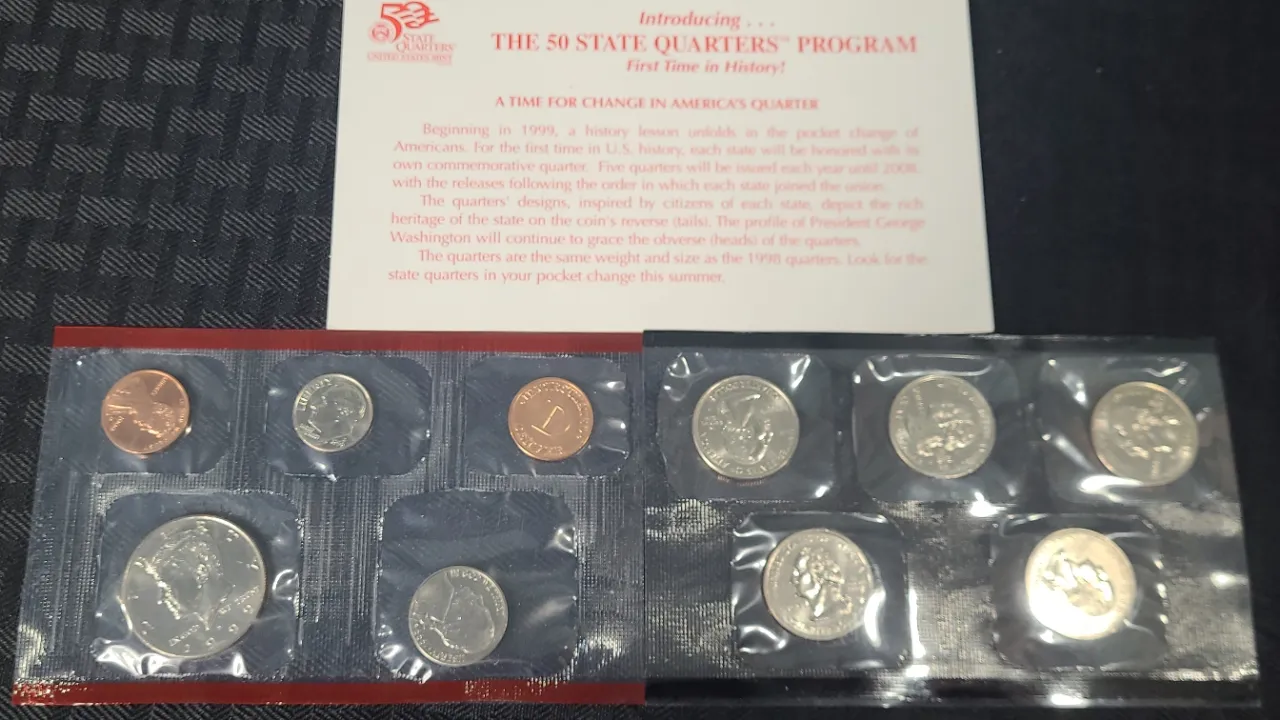 50
STATE
QUARTERS
UNITED STATES MINT
Introducing . . .
THE 50 STATE QUARTERS™ PROGRAM
First Time in History!
A TIME FOR CHANGE IN AMERICA'S QUARTER
Beginning in 1999, a history lesson unfolds in the pocket change of
Americans. For the first time in U.S. history, each state will be honored with its
own commemorative quarter. Five quarters will be issued each year until 2008,
with the releases following the order in which each state joined the union.
The quarters' designs, inspired by citizens of each state, depict the rich
heritage of the state on the coin's reverse (tails). The profile of President George
Washington will continue to grace the obverse (heads) of the quarters.
The quarters are the same weight and size as the 1998 quarters. Look for the
state quarters in your pocket change this summer.
LIBERTY
D